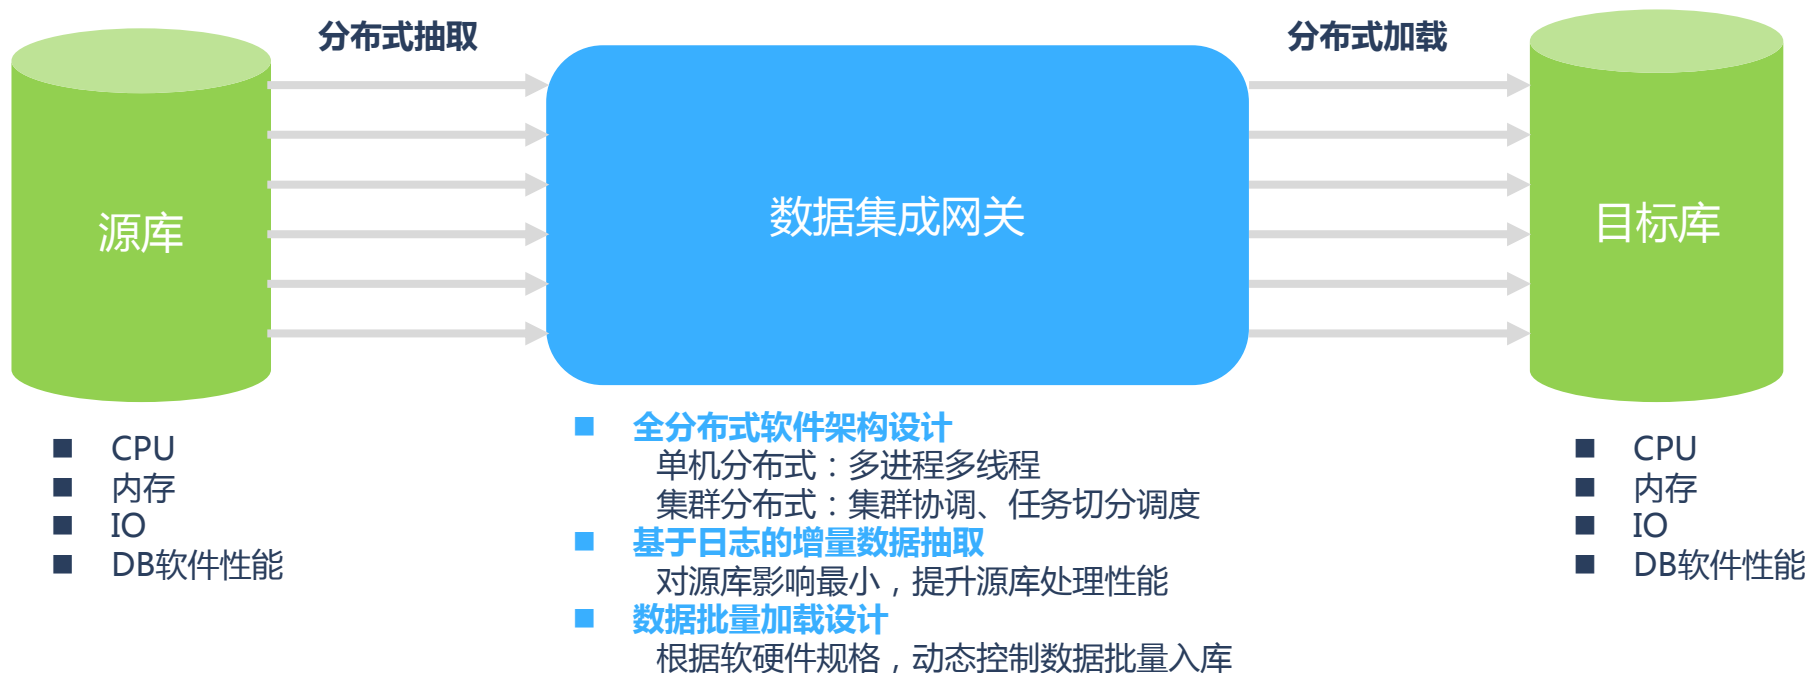 分布式抽取
分布式加载
源库
数据集成网关
目标库
■ CPU
■ 内存
■ IO
■ DB软件性能
■ 全分布式软件架构设计
单机分布式：多进程多线程
集群分布式：集群协调、任务切分调度
■ 基于日志的增量数据抽取
对源库影响最小，提升源库处理性能
■ 数据批量加载设计
根据软硬件规格，动态控制数据批量入库
■ CPU
■ 内存
■ IO
■ DB软件性能